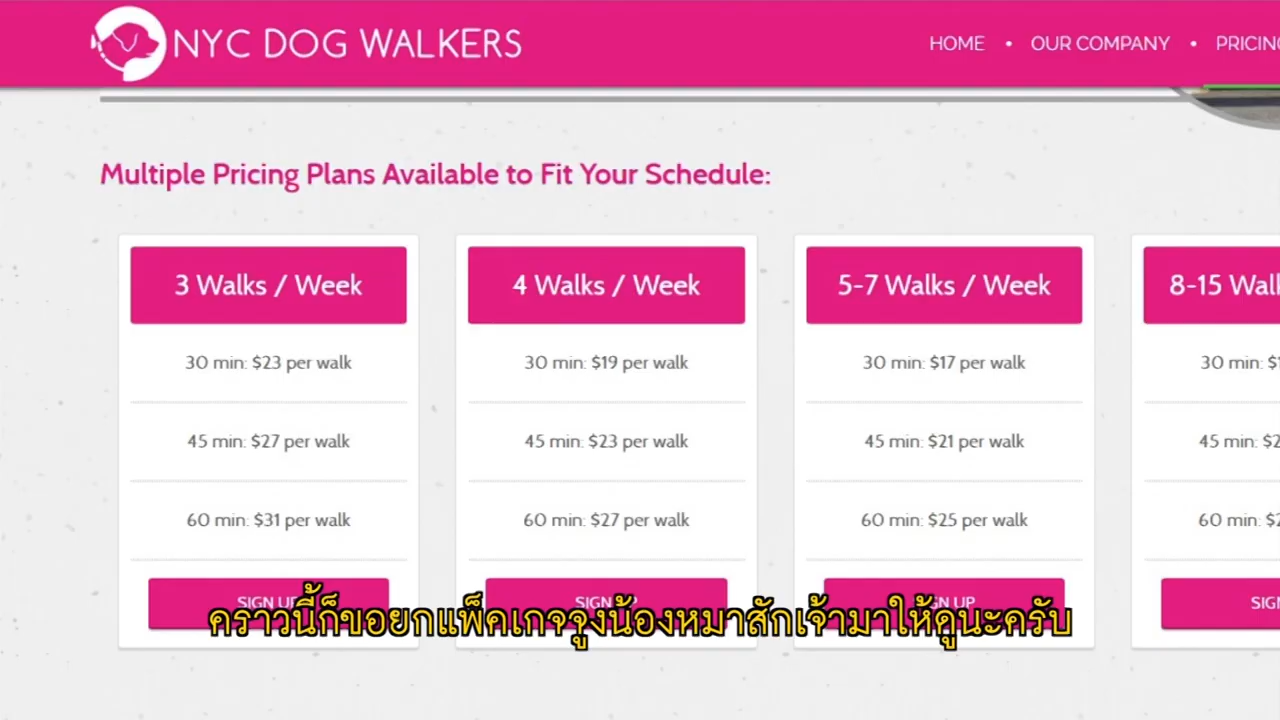 NYC DOG WALKERS
HOME • OUR COMPANY •
Multiple Pricing Plans Available to Fit Your Schedule:
3 Walks / Week
30 min: $23 per walk
45 min: $27 per walk
60 min: $31 per walk
SIGN UP
4 Walks / Week
30 min: $19 per walk
45 min: $23 per walk
60 min: $27 per walk
SIGN
5-7 Walks / Week
30 min: $17 per walk
45 min: $21 per walk
60 min: $25 per walk
UP
8-15
30 min:
45 min:
60 min:
คราวนี้ก็ขอยกแพ็คเกจจูงน้องหมาสักเจ้ามาให้ดูนะครับ